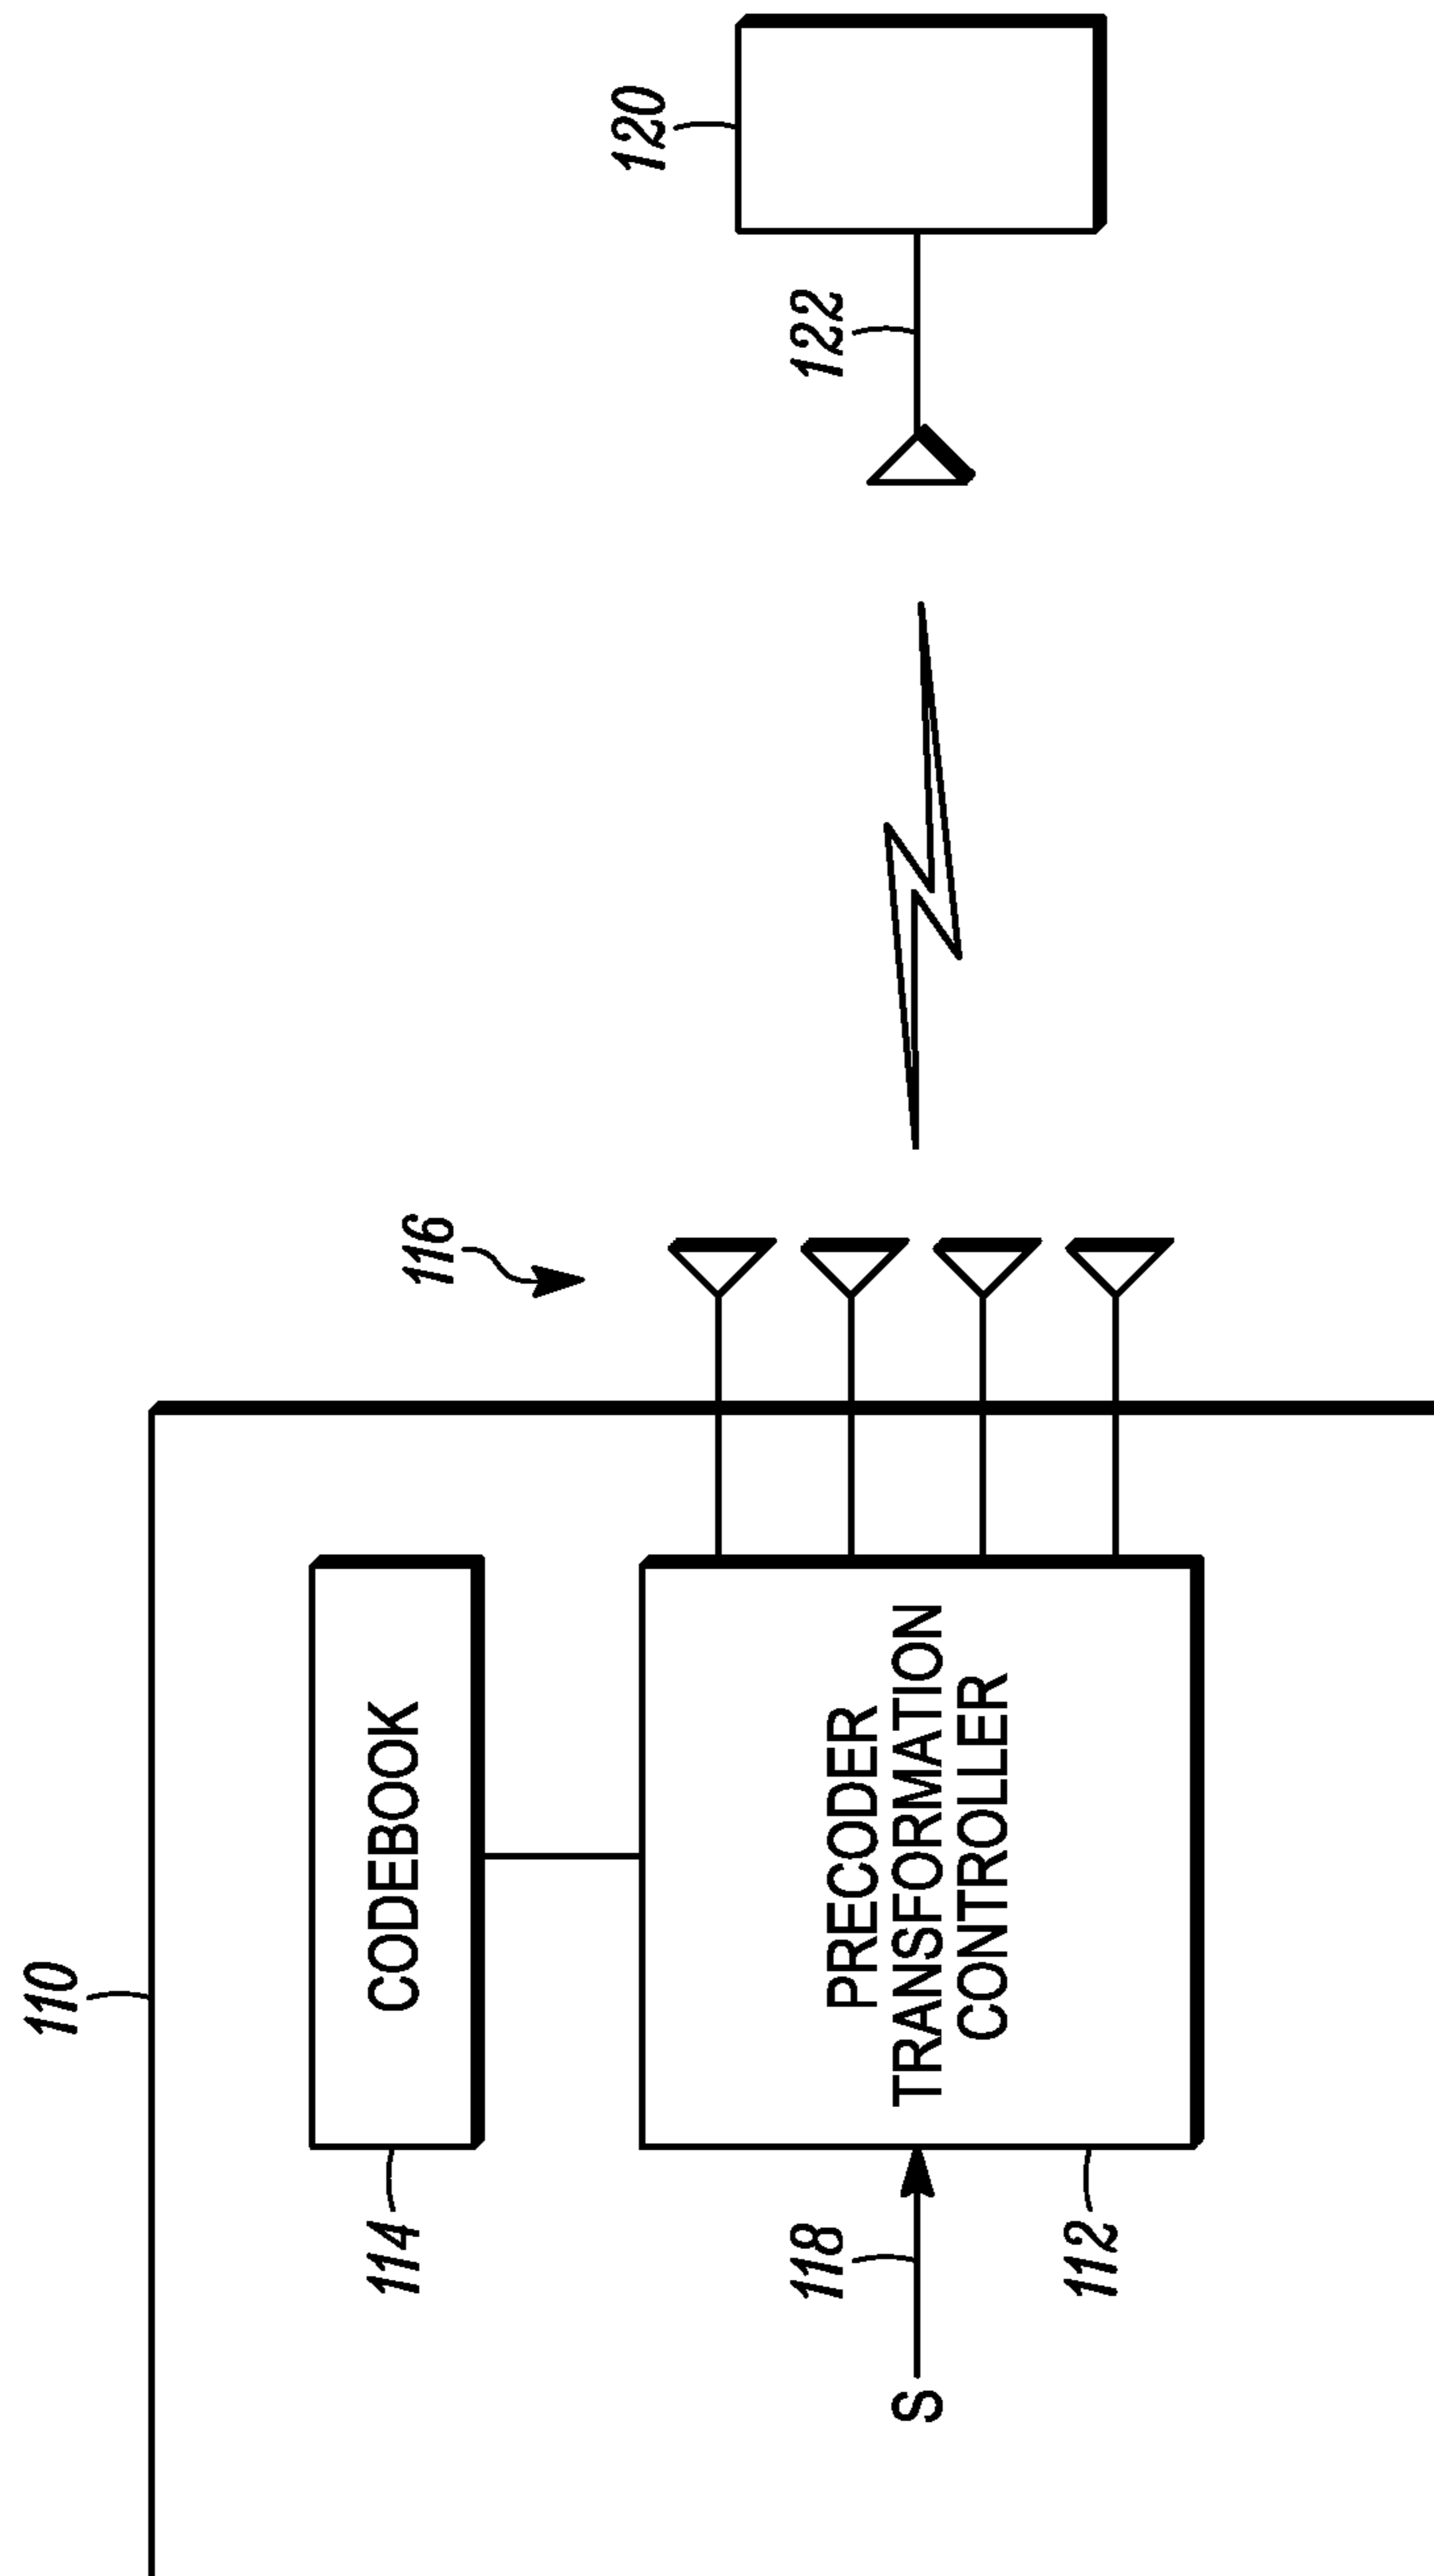 110
114
CODEBOOK
116
118
S
112
PRECODER
TRANSFORMATION
CONTROLLER
122
120